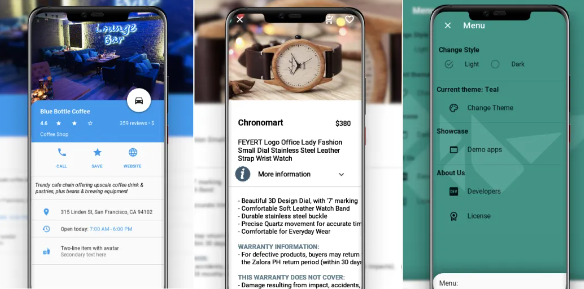 Lounge
Bar
Blue Bottle Coffee
4.8
359 reviews • 2
Coffee Shop
CALL
SAVE
WEBSITE
Trendy cafe chain offering upscale coffee drink &
partries, plus beans & brewing equipment
315 Linden St, San Francisco, CA 94102
Open today: 7:00 AM - 6:00 PM
Two-line item with avatar
Secondary text here
Chronomart
$380
FEYERT Logo Office Lady Fashion
Small Dial Stainless Steel Leather
Strap Wrist Watch
More information
- Beautiful 3D Design Dial, with '7' marking
- Comfortable Soft Leather Watch Band
- Durable stainless steel buckle
- Precise Quartz movement for accurate tim
- Comfortable for Everyday Wear
WARRANTY INFORMATION:
- For defective products, buyers may return
the Zalora PH return period (within 30 days
THIS WARRANTY DOES NOT COVER:
- Damage resulting from impact, accidents,
Menu
Change Style
Light
Dark
Current theme: Teal
Change Theme
Showcase
Demo apps
About Us
Developers
License
Menu: